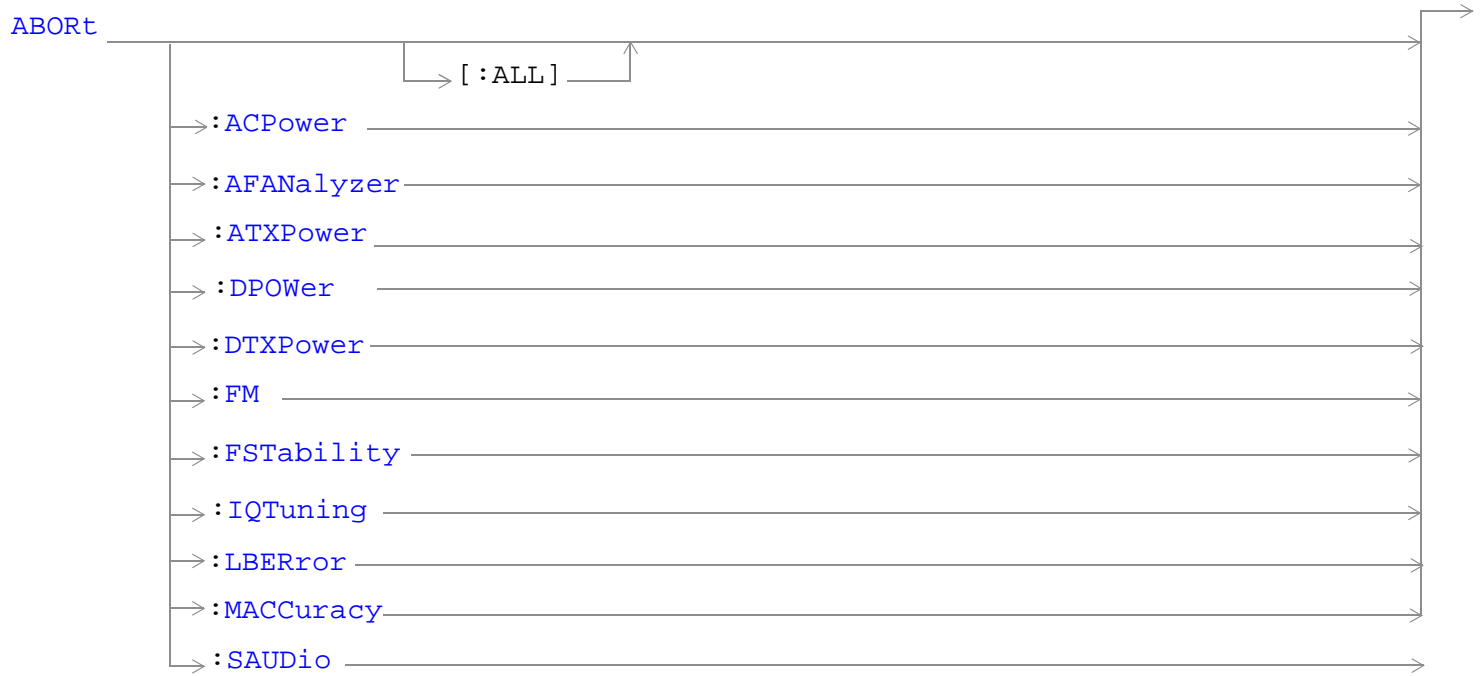 ABORt
[:ALL]
:ACPower
:AFANalyzer
:ATXPower
:DPOWer
:DTXPower
:FM
:FSTability
:IQTuning
:LBERror
:MACCuracy
:SAUDio